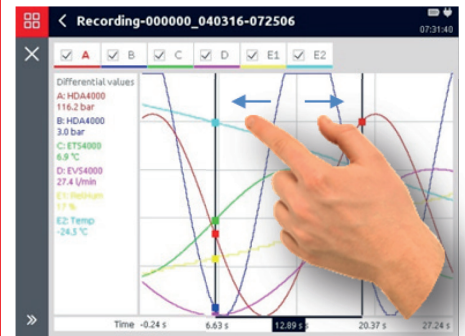 Recording-000000_040316-072506
07:31:40
A
B
C
D
E1
E2
Differential values
A: HDA4000
116.2 bar
B: HDA4000
3.0 bar
C: ETS4000
6.9 °C
D: EVS4000
27.4 l/min
17 %
E2: Temp
-24.3 °C
Time -0.24 s 6.63 s 12.89 s 20.37 s 27.24 s